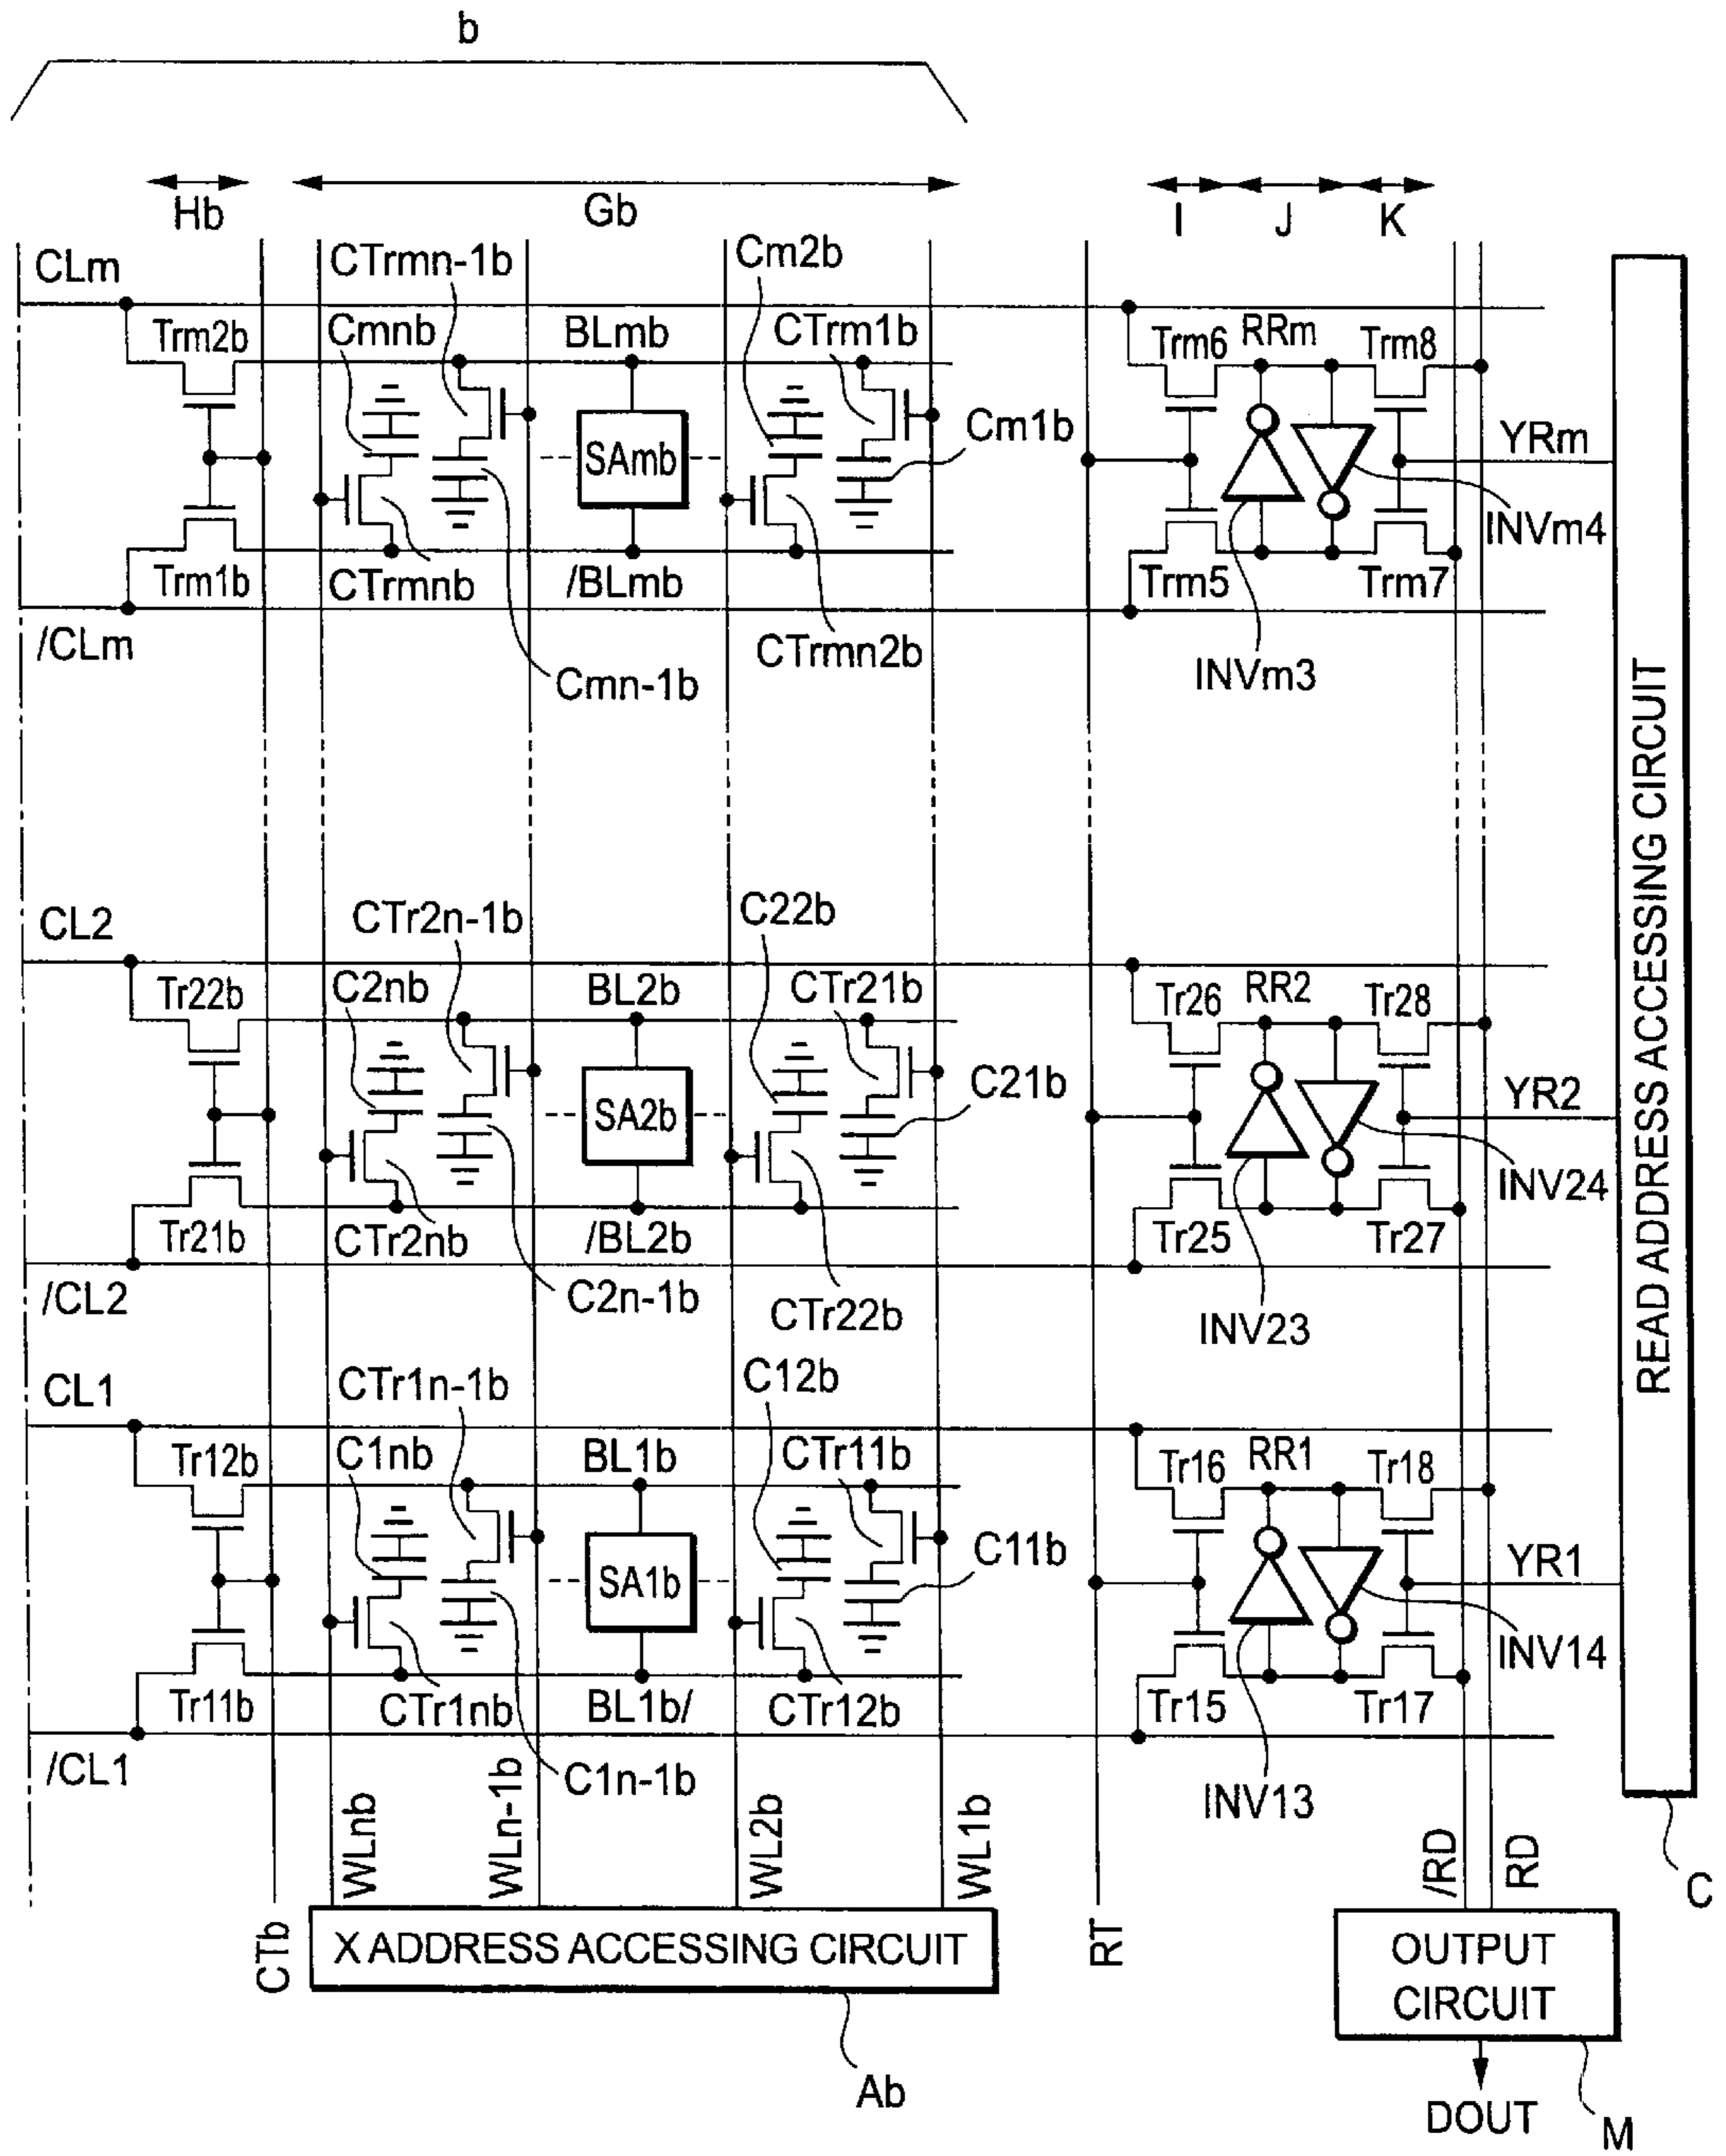 b
Hb
Gb
I
J
K
CLm
CTrmn-1b
Cm2b
Trm2b
Cmnb
BLmb
CTrm1b
Trm6
RRm
Trm8
Cm1b
YRm
SAmb
INVm4
Trm1b
CTrmnb
/BLmb
Trm5
Trm7
/CLm
CTrmn2b
Cmn-1b
INVm3
READ ADDRESS ACCESSING CIRCUIT
CL2
CTr2n-1b
C22b
Tr22b
C2nb
BL2b
CTr21b
Tr26
RR2
Tr28
C21b
YR2
SA2b
INV24
Tr21b
CTr2nb
/BL2b
Tr25
Tr27
/CL2
C2n-1b
CTr22b
INV23
CL1
CTr1n-1b
C12b
Tr12b
C1nb
BL1b
CTr11b
Tr16
RR1
Tr18
C11b
YR1
SA1b
INV14
Tr11b
CTr1nb
BL1b/
CTr12b
Tr15
Tr17
/CL1
C1n-1b
INV13
CTb
WLnb
WLn-1b
WL2b
WL1b
RT
/RD
RD
C
X ADDRESS ACCESSING CIRCUIT
OUTPUT
CIRCUIT
Ab
DOUT
M